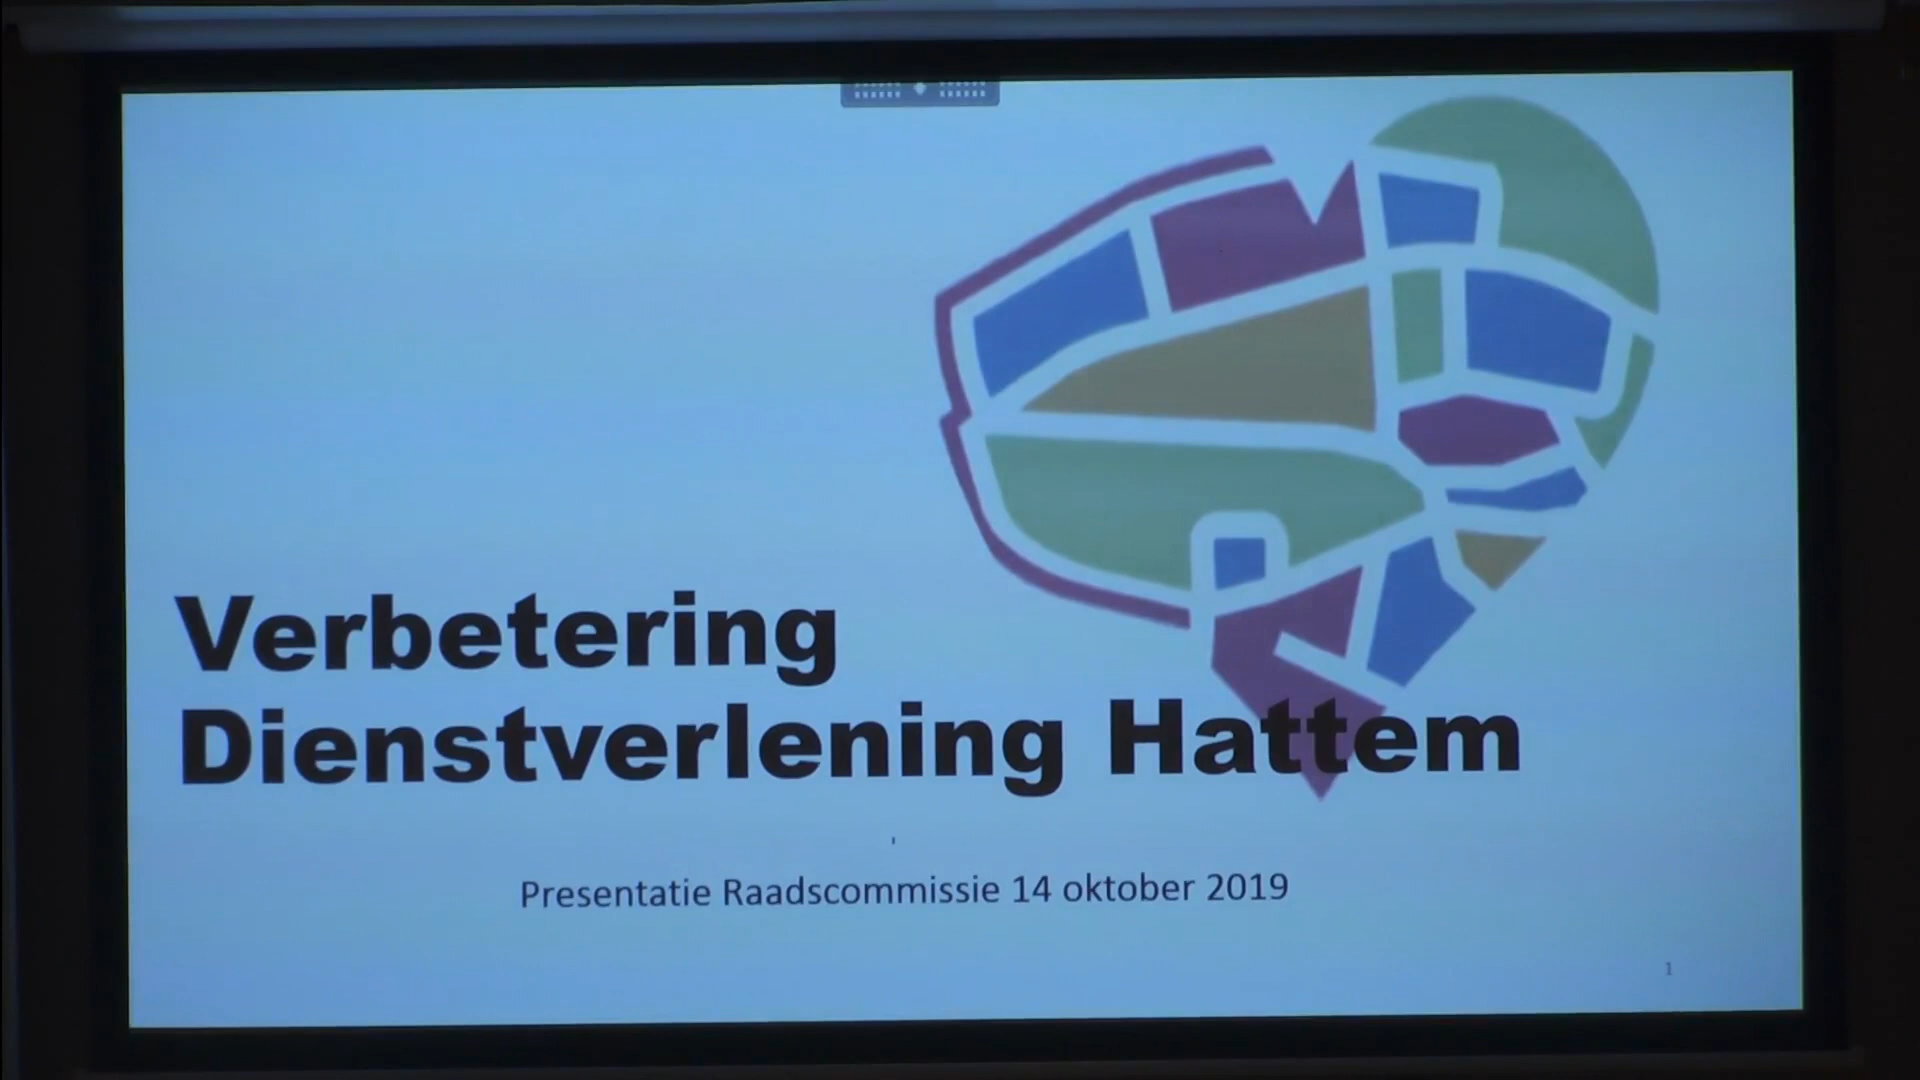 Verbetering
Dienstverlening Hattem
Presentatie Raadscommissie 14 oktober 2019
1